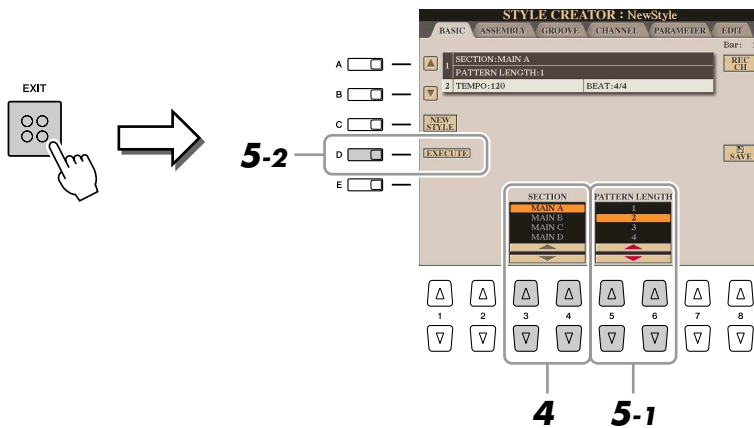 STYLE CREATOR : NewStyle
BASIC ASSEMBLY GROOVE CHANNEL PARAMETER EDIT
Bar:
A
1 SECTION:MAIN A
PATTERN LENGTH:1
REC CH
B
2 TEMPO:120 BEAT:4/4
EXIT
C
NEW STYLE
5-2
D
EXECUTE
SAVE
E
SECTION
MAIN A
MAIN B
MAIN C
MAIN D
PATTERN LENGTH
1
2
3
4
1 2 3 4 5 6 7 8
4 5-1